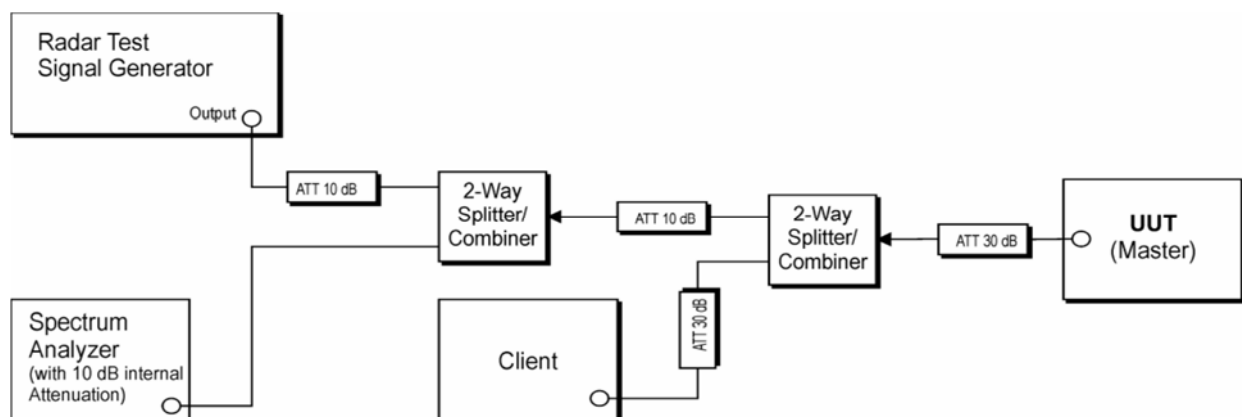 Radar Test
Signal Generator
Output
ATT 10 dB
2-Way
Splitter/
Combiner
ATT 10 dB
2-Way
Splitter/
Combiner
ATT 30 dB
UUT
(Master)
Spectrum
Analyzer
(with 10 dB internal
Attenuation)
Client
ATT 30 dB